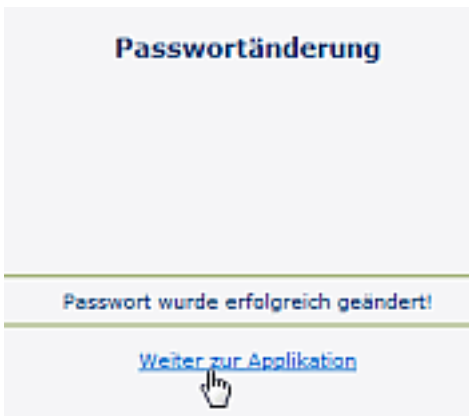 Passwortänderung
Passwort wurde erfolgreich geändert!
Weiter zur Applikation